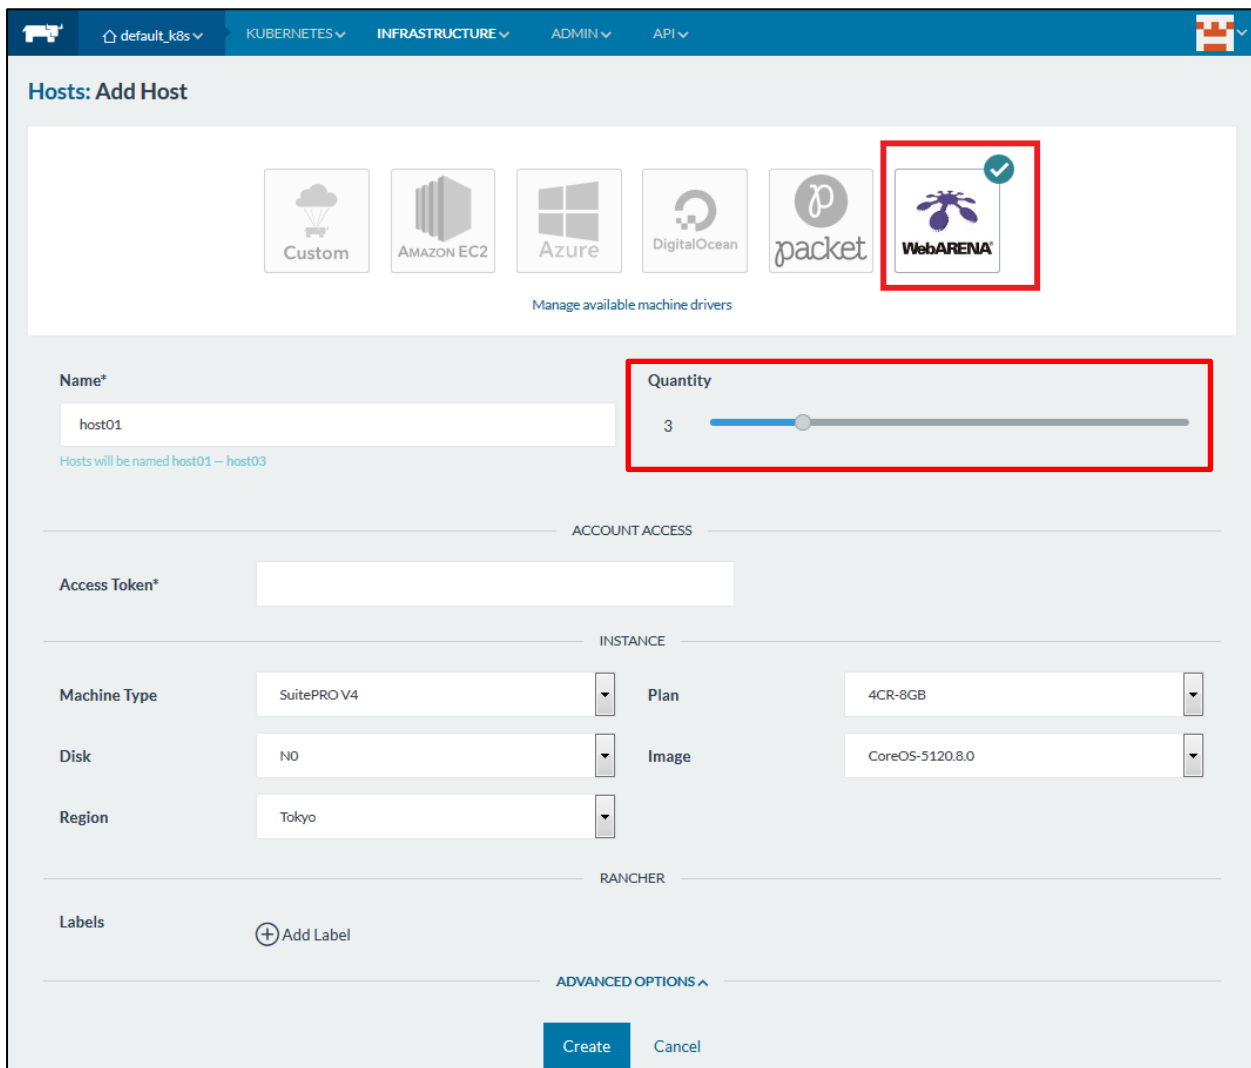 default_k8s KUBERNETES INFRASTRUCTURE ADMIN API
Hosts: Add Host
Custom
AMAZON EC2
Azure
DigitalOcean
packet
WebARENA
Manage available machine drivers
Name*
Quantity
host01
3
Hosts will be named host01 — host03
ACCOUNT ACCESS
Access Token*
INSTANCE
Machine Type SuitePRO V4 Plan 4CR-8GB
Disk N0 Image CoreOS-5120.8.0
Region Tokyo
RANCHER
Labels
Add Label
ADVANCED OPTIONS
Create Cancel